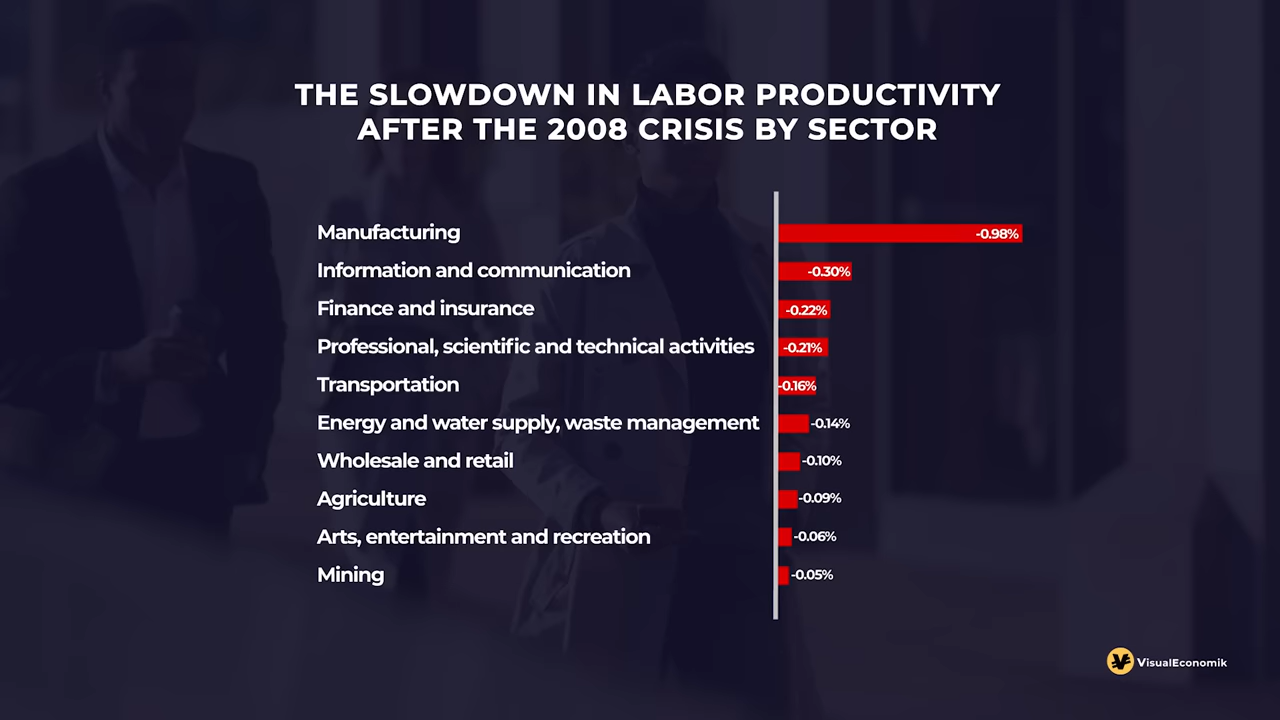 THE SLOWDOWN IN LABOR PRODUCTIVITY
AFTER THE 2008 CRISIS BY SECTOR
Manufacturing -0.98%
Information and communication -0.30%
Finance and insurance -0.22%
Professional, scientific and technical activities -0.21%
Transportation -0.16%
Energy and water supply, waste management -0.14%
Wholesale and retail -0.10%
Agriculture -0.09%
Arts, entertainment and recreation -0.06%
Mining -0.05%
VisualEconomik